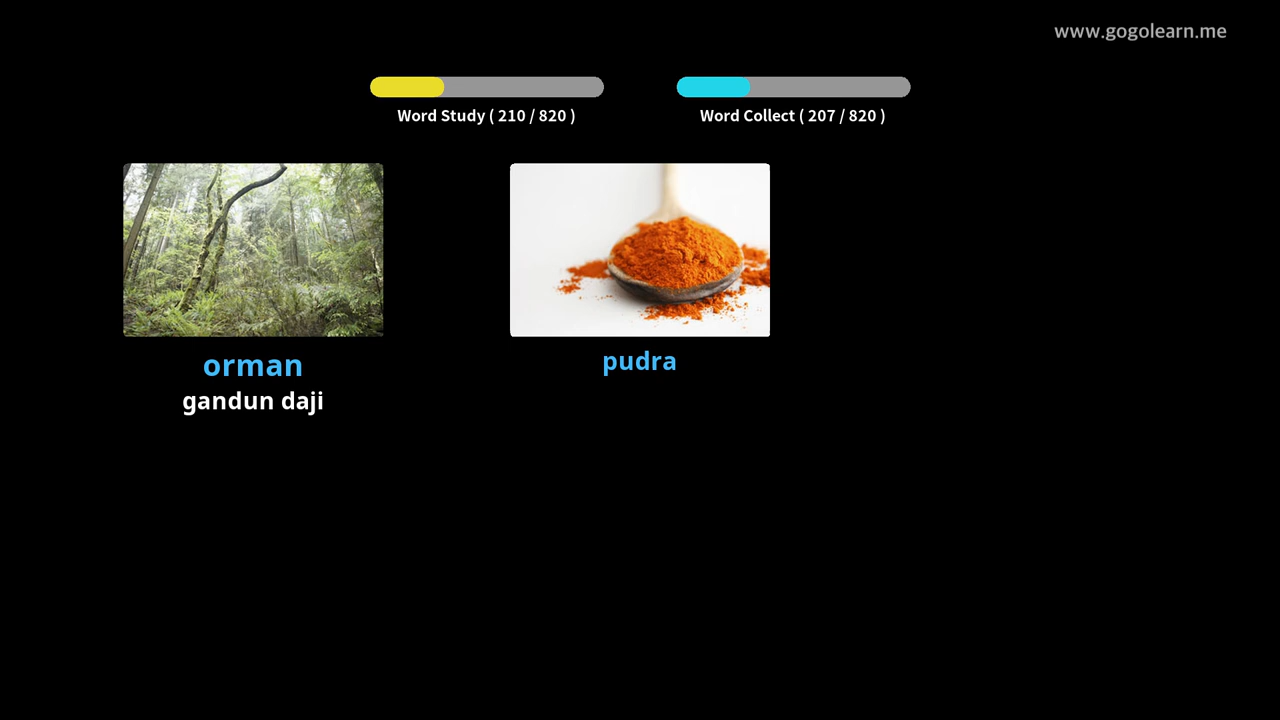 www.gogolearn.me
Word Study ( 210 / 820 )
Word Collect ( 207 / 820 )
orman
gandun daji
pudra